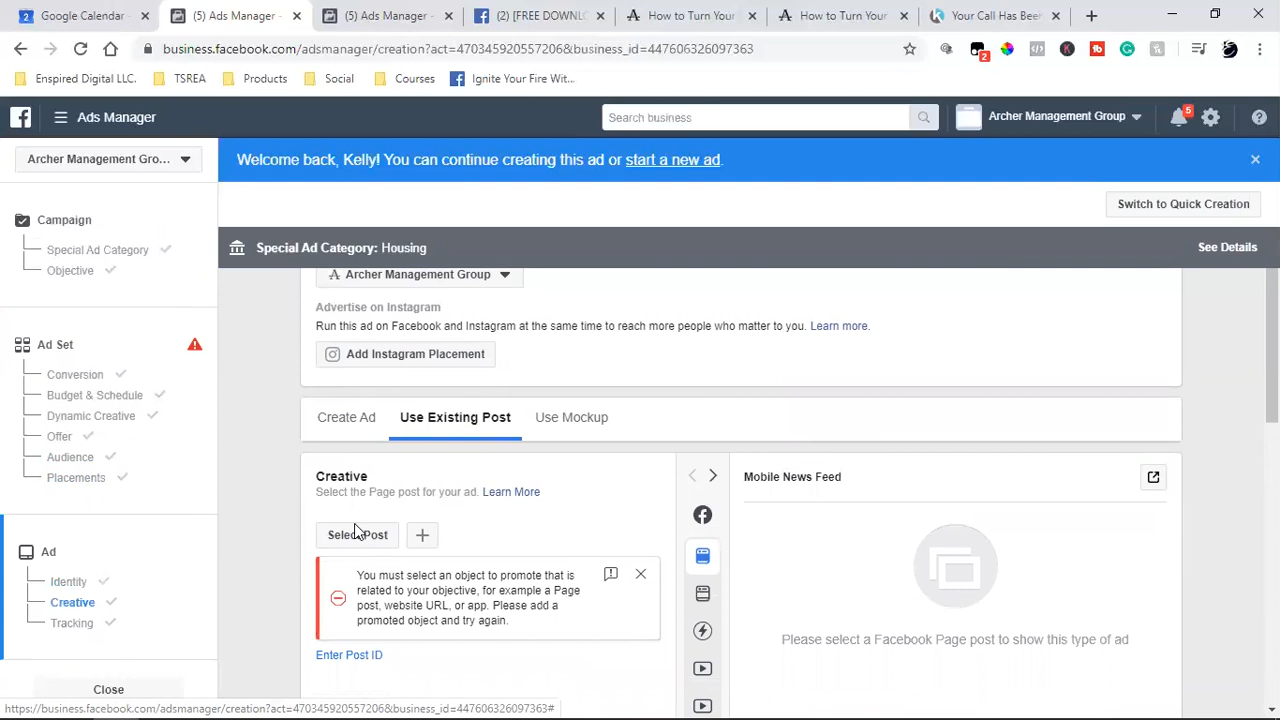 Google Calendar -
(5) Ads Manager -
(5) Ads Manager -
(2) [FREE DOWNL
How to Turn Your
How to Turn Your
Your Call Has Been
business.facebook.com/adsmanager/creation?act=470345920557206&business_id=447606326097363
2
Enspired Digital LLC.
TSREA
Products
Social
Courses
Ignite Your Fire Wit...
Ads Manager
Search business
Archer Management Group
5
Archer Management Gro...
Welcome back, Kelly! You can continue creating this ad or start a new ad.
Switch to Quick Creation
Campaign
Special Ad Category
Objective
Special Ad Category: Housing
See Details
Archer Management Group
Advertise on Instagram
Run this ad on Facebook and Instagram at the same time to reach more people who matter to you. Learn more.
Add Instagram Placement
Ad Set
Conversion
Budget & Schedule
Dynamic Creative
Offer
Audience
Placements
Create Ad
Use Existing Post
Use Mockup
Creative
Select the Page post for your ad. Learn More
Select Post
You must select an object to promote that is
related to your objective, for example a Page
post, website URL, or app. Please add a
promoted object and try again.
Enter Post ID
Mobile News Feed
Please select a Facebook Page post to show this type of ad
Ad
Identity
Creative
Tracking
Close
https://business.facebook.com/adsmanager/creation?act=470345920557206&business_id=447606326097363#